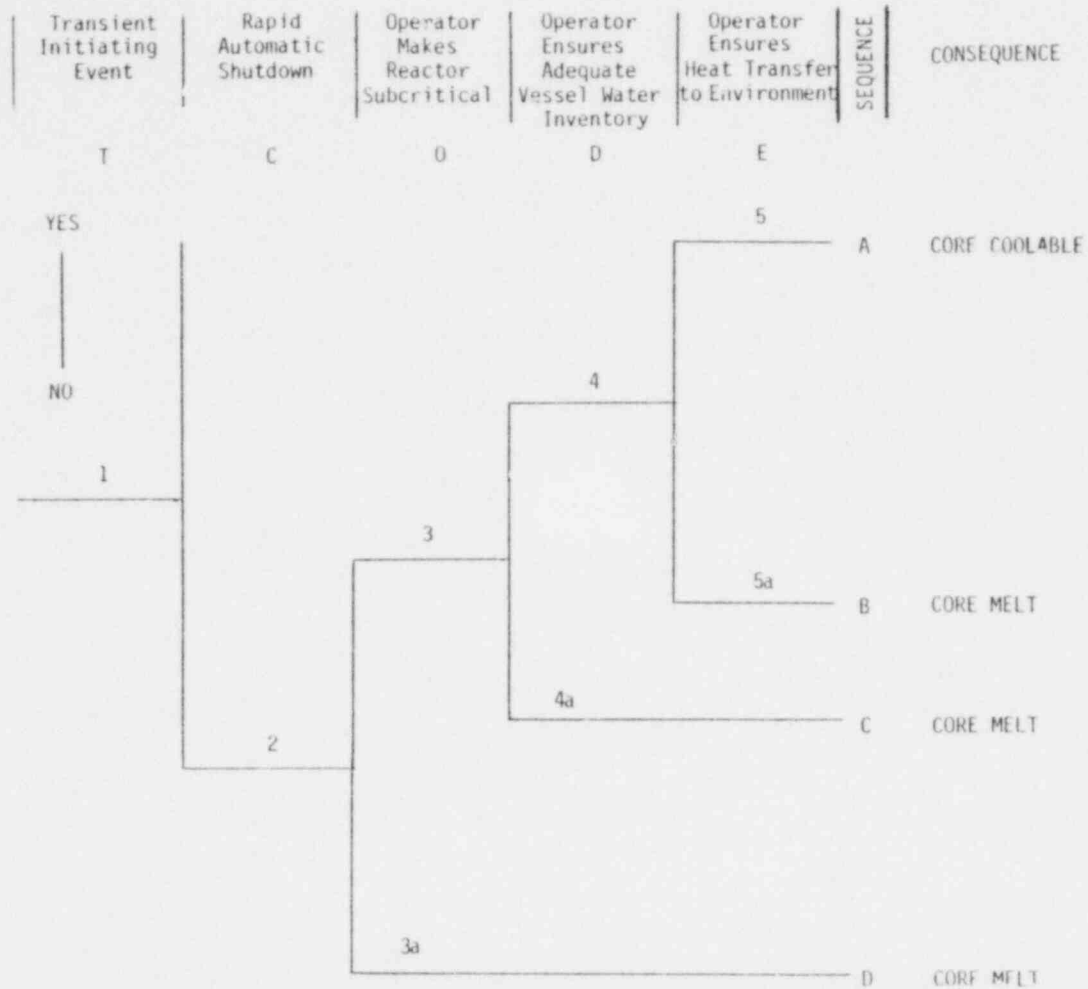 Transient
Initiating
Event
Rapid
Automatic
Shutdown
Operator
Makes
Reactor
Subcritical
Operator
Ensures
Adequate
Vessel Water
Inventory
Operator
Ensures
Heat Transfer
to Environment
SEQUENCE
CONSEQUENCE
T
C
O
D
E
YES
NO
1
2
3
3a
4
4a
5
5a
A CORE COOLABLE
B CORE MELT
C CORE MELT
D CORE MELT